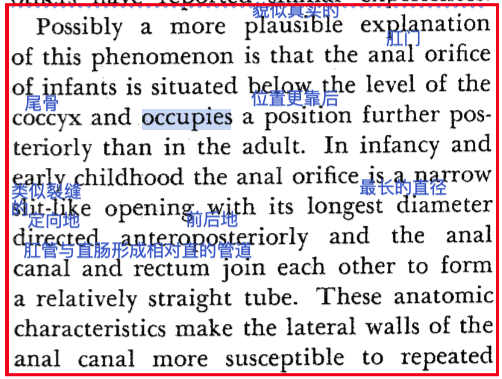 Possibly a more plausible explanation
貌似真实的
of this phenomenon is that the anal orifice
肛门
of infants is situated below the level of the
尾骨
位置更靠后
coccyx and occupies a position further pos-
teriorly than in the adult. In infancy and
early childhood the anal orifice is a narrow
类似裂缝的
最长的直径
slit-like opening with its longest diameter
定向地
前后地
directed anteroposteriorly and the anal
肛管与直肠形成相对直的管道
canal and rectum join each other to form
a relatively straight tube. These anatomic
characteristics make the lateral walls of the
anal canal more susceptible to repeated